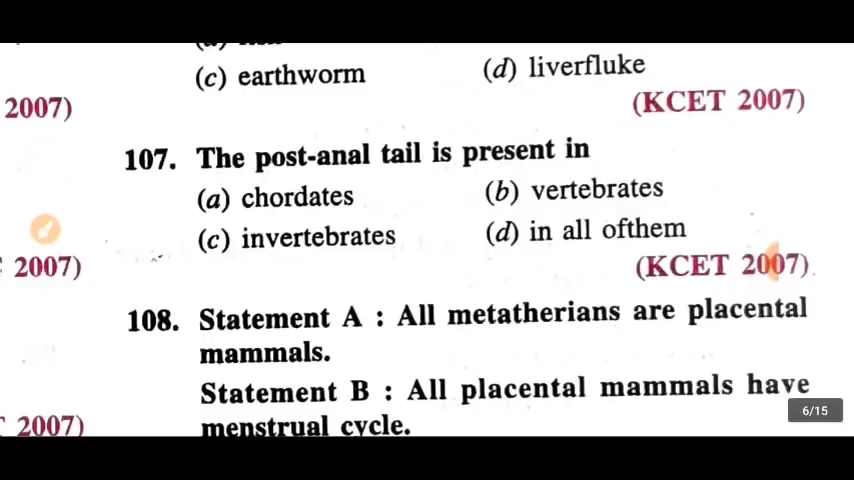 (c) earthworm (d) liverfluke
2007) (KCET 2007)
107. The post-anal tail is present in
(a) chordates (b) vertebrates
(c) invertebrates (d) in all ofthem
2007) (KCET 2007)
108. Statement A : All metatherians are placental
mammals.
Statement B : All placental mammals have
6/15
2007) menstrual cycle.